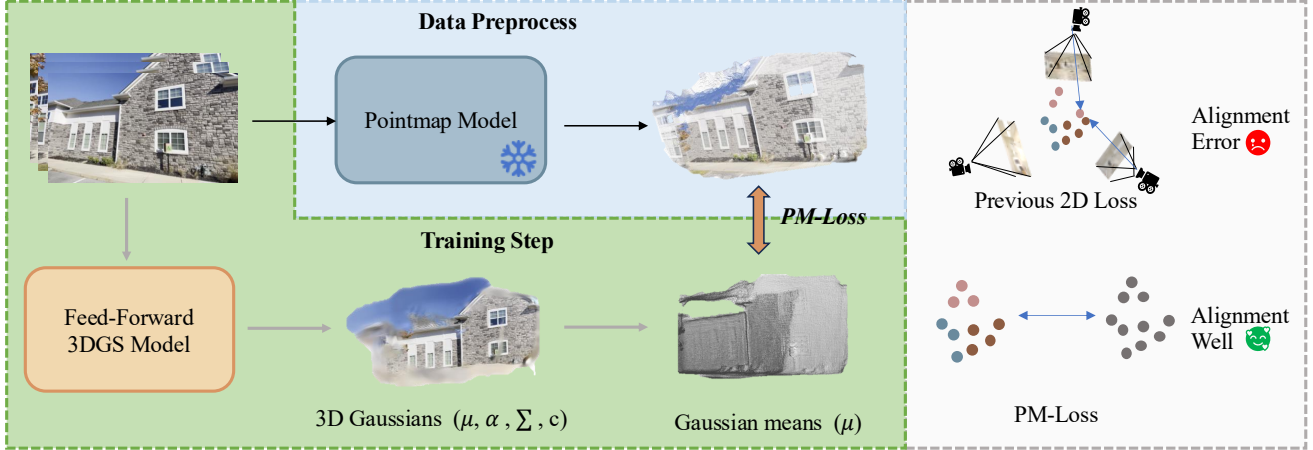 Data Preprocess
Pointmap Model
PM-Loss
Training Step
Feed-Forward
3DGS Model
3D Gaussians (μ, α , ∑ , c)
Gaussian means (μ)
Alignment
Error
Previous 2D Loss
Alignment
Well
PM-Loss